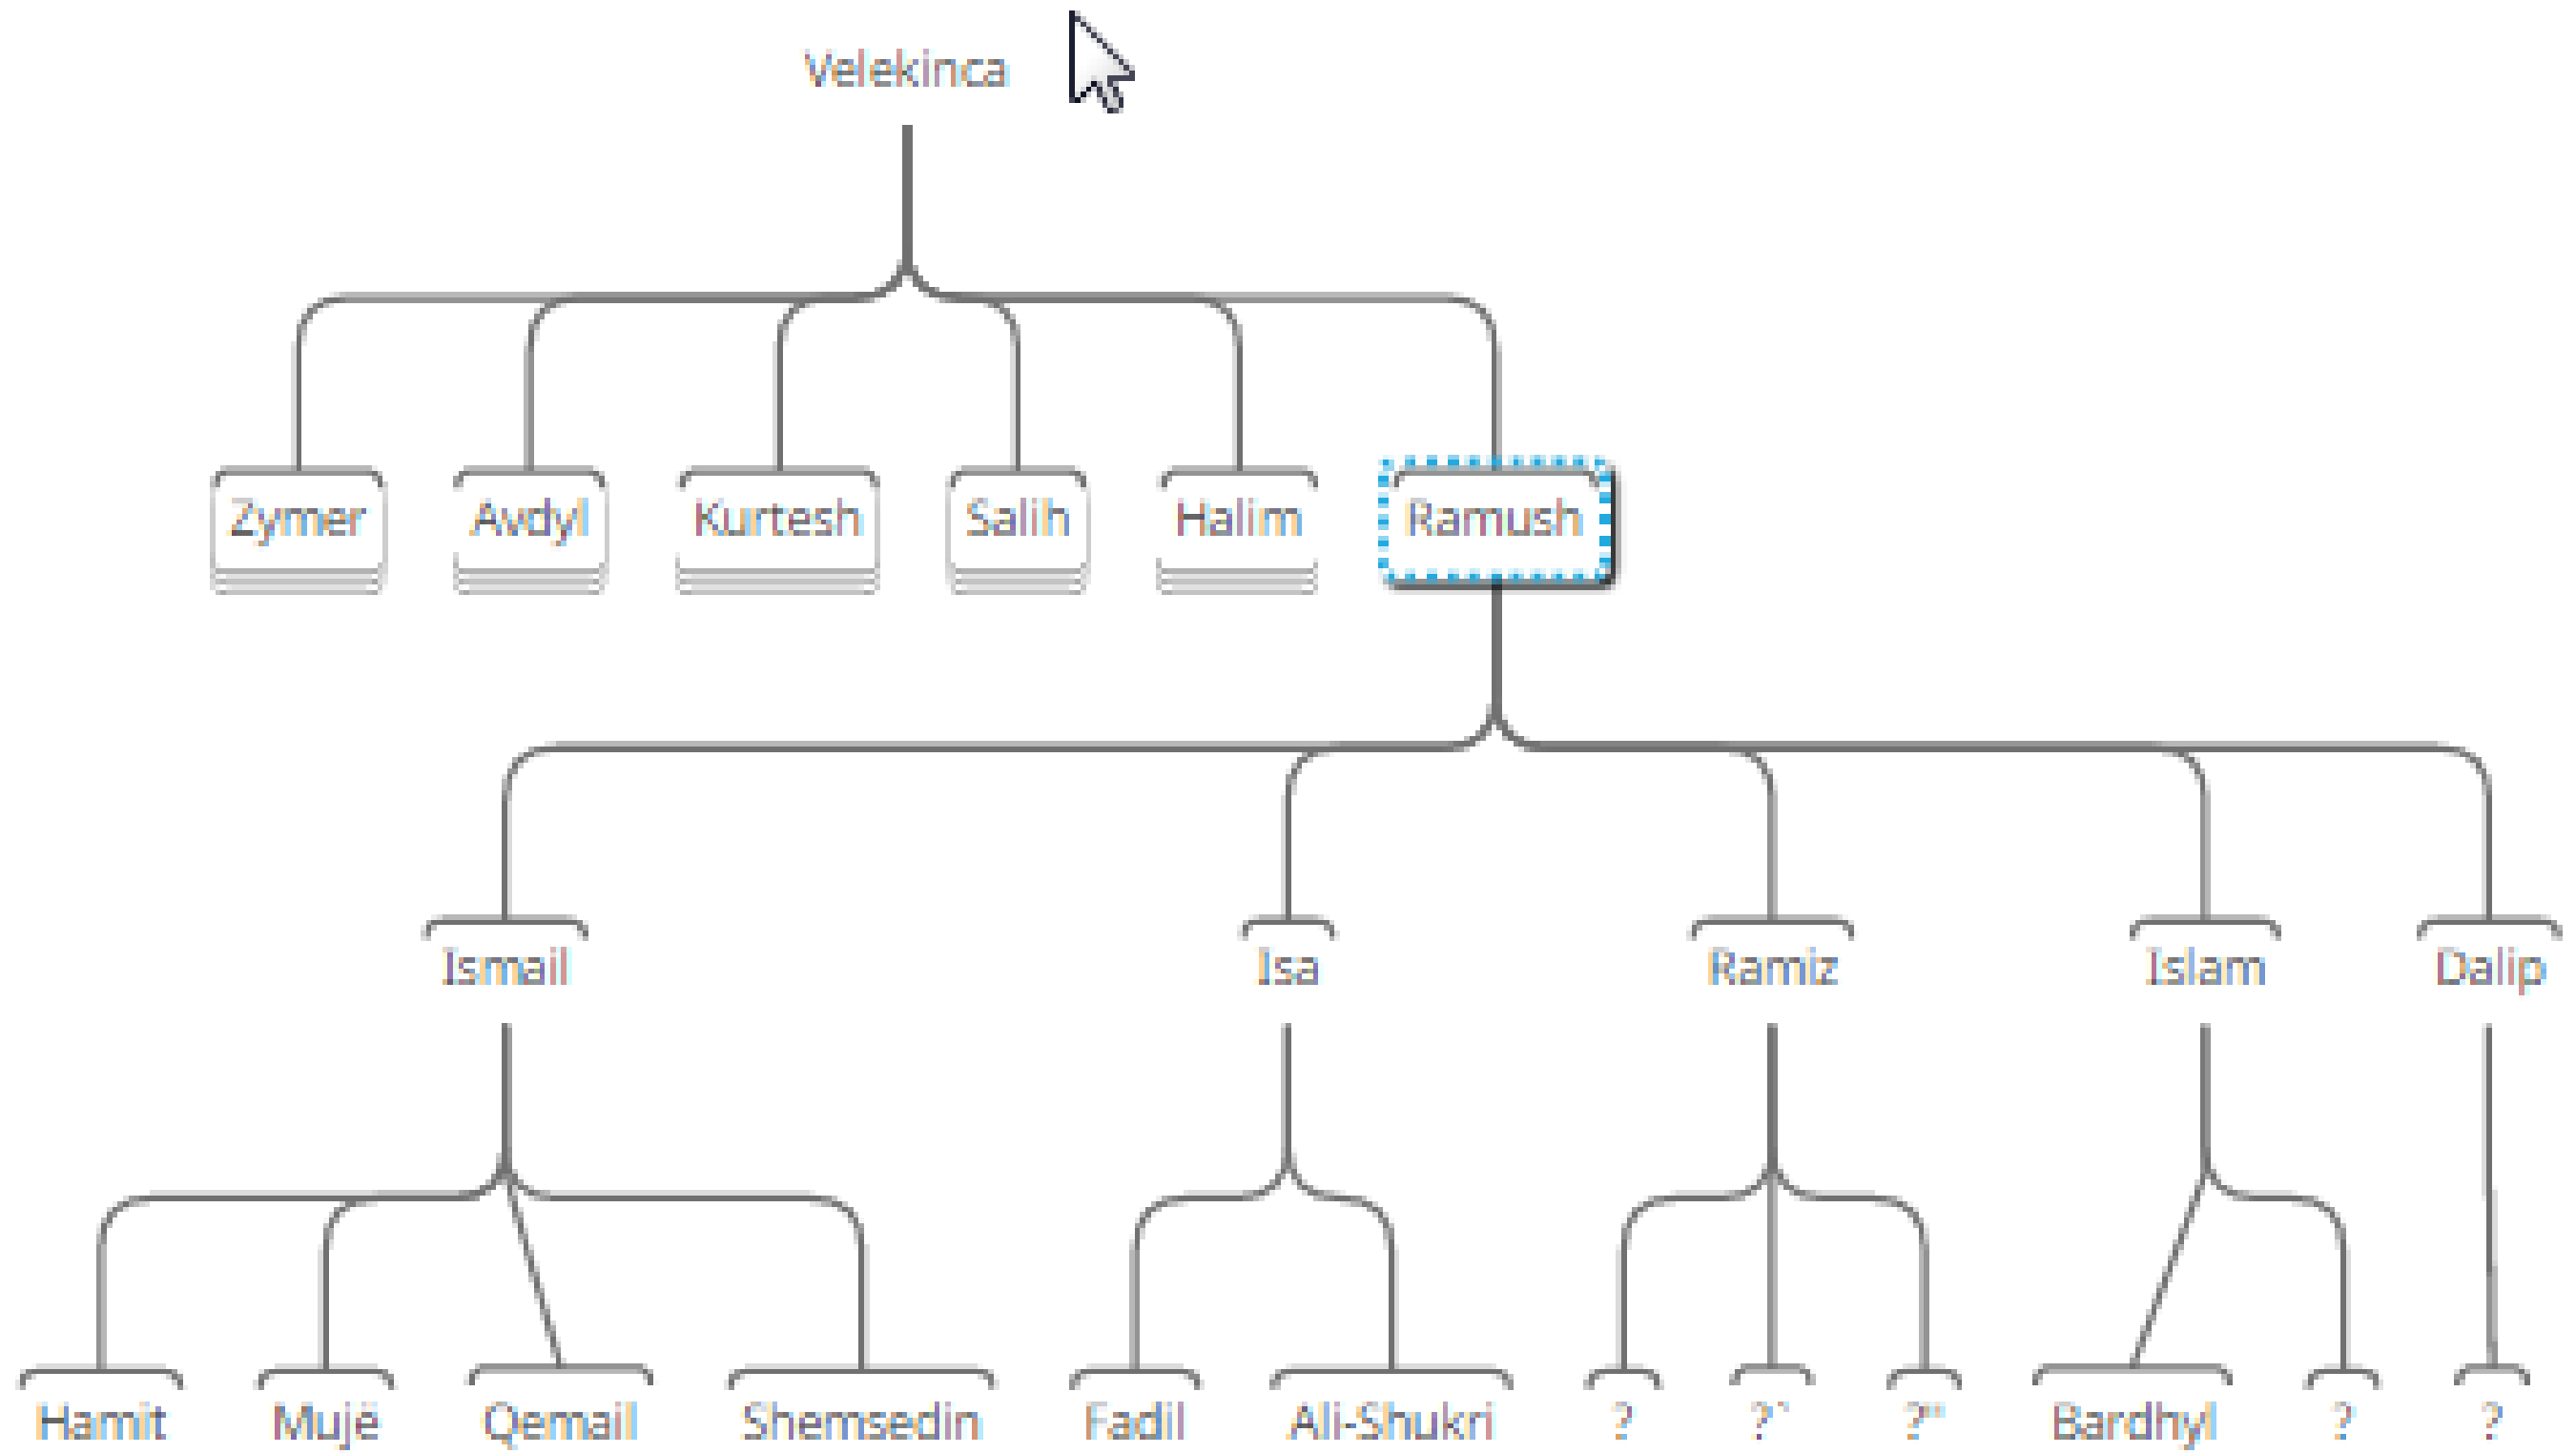 Velekinca
Zymer Avdyl Kurtesh Salih Halim Ramush
Ismail Isa Ramiz Islam Dalip
Hamit Mujë Qemail Shemsedin Fadil Ali-Shukri ? ?` ?" Bardhyl ? ?